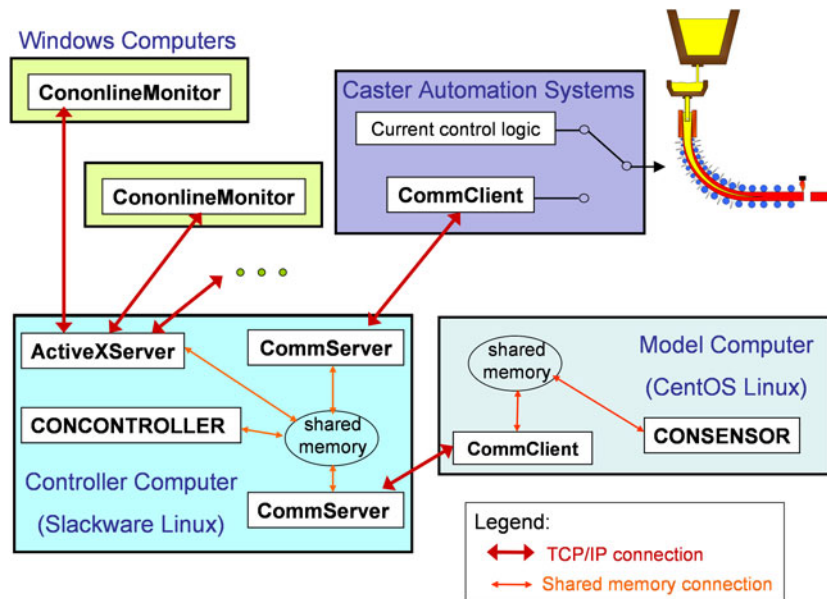 Windows Computers
CononlineMonitor
CononlineMonitor
Caster Automation Systems
Current control logic
CommClient
ActiveXServer
CommServer
CONCONTROLLER
shared
memory
Controller Computer
(Slackware Linux)
CommServer
shared
memory
Model Computer
(CentOS Linux)
CommClient
CONSENSOR
Legend:
TCP/IP connection
Shared memory connection